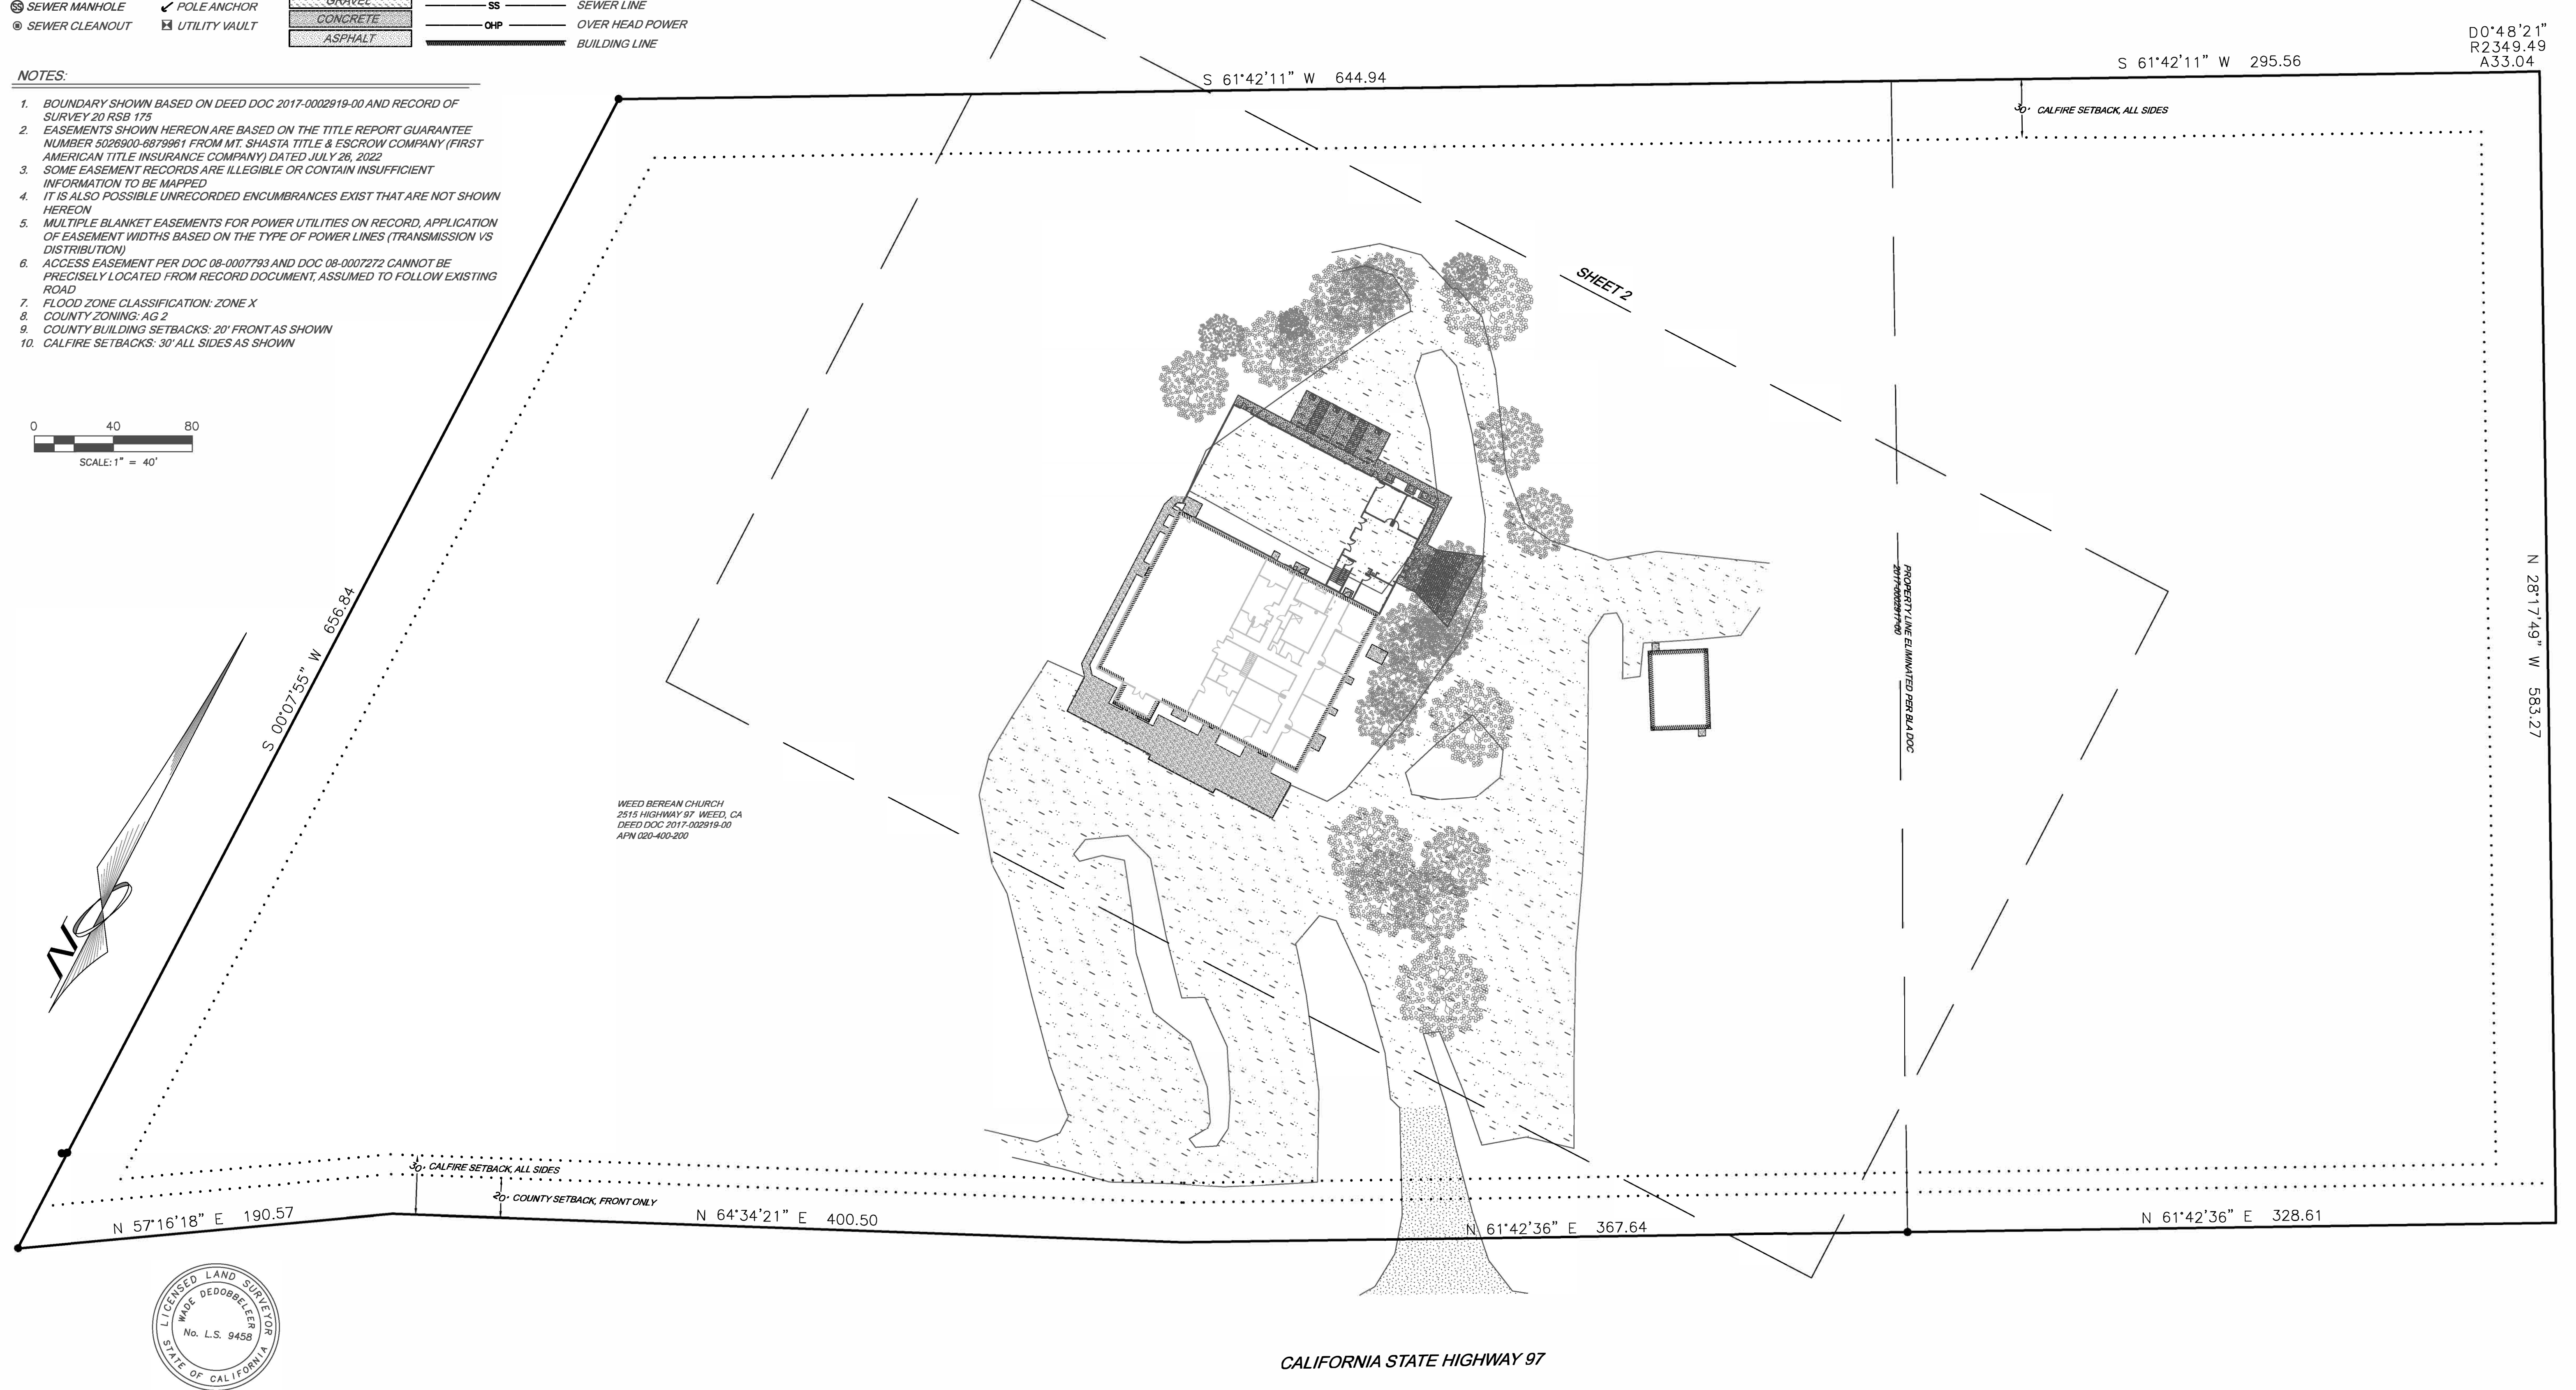 SS SEWER MANHOLE
POLE ANCHOR
GRAVEL
SS
SEWER LINE
SEWER CLEANOUT
UTILITY VAULT
CONCRETE
OHP
OVER HEAD POWER
ASPHALT
BUILDING LINE
NOTES:
1. BOUNDARY SHOWN BASED ON DEED DOC 2017-0002919-00 AND RECORD OF
SURVEY 20 RSB 175
2. EASEMENTS SHOWN HEREON ARE BASED ON THE TITLE REPORT GUARANTEE
NUMBER 5026900-6879961 FROM MT. SHASTA TITLE & ESCROW COMPANY (FIRST
AMERICAN TITLE INSURANCE COMPANY) DATED JULY 26, 2022
3. SOME EASEMENT RECORDS ARE ILLEGIBLE OR CONTAIN INSUFFICIENT
INFORMATION TO BE MAPPED
4. IT IS ALSO POSSIBLE UNRECORDED ENCUMBRANCES EXIST THAT ARE NOT SHOWN
HEREON
5. MULTIPLE BLANKET EASEMENTS FOR POWER UTILITIES ON RECORD, APPLICATION
OF EASEMENT WIDTHS BASED ON THE TYPE OF POWER LINES (TRANSMISSION VS
DISTRIBUTION)
6. ACCESS EASEMENT PER DOC 08-0007793 AND DOC 08-0007272 CANNOT BE
PRECISELY LOCATED FROM RECORD DOCUMENT, ASSUMED TO FOLLOW EXISTING
ROAD
7. FLOOD ZONE CLASSIFICATION: ZONE X
8. COUNTY ZONING: AG 2
9. COUNTY BUILDING SETBACKS: 20' FRONT AS SHOWN
10. CALFIRE SETBACKS: 30' ALL SIDES AS SHOWN
0 40 80
SCALE: 1" = 40'
S 61°42'11" W 644.94
S 61°42'11" W 295.56
D0°48'21"
R2349.49
A33.04
30' CALFIRE SETBACK, ALL SIDES
SHEET 2
S 00°07'55" W 656.84
N 28°17'49" W 583.27
PROPERTY LINE ELIMINATED PER BLA DOC
2017-0002917-00
WEED BEREAN CHURCH
2515 HIGHWAY 97 WEED, CA
DEED DOC 2017-002919-00
APN 020-400-200
N
30' CALFIRE SETBACK, ALL SIDES
20' COUNTY SETBACK, FRONT ONLY
N 57°16'18" E 190.57
N 64°34'21" E 400.50
N 61°42'36" E 367.64
N 61°42'36" E 328.61
LICENSED LAND SURVEYOR
WADE DEDOBBELEER
No. L.S. 9458
STATE OF CALIFORNIA
CALIFORNIA STATE HIGHWAY 97